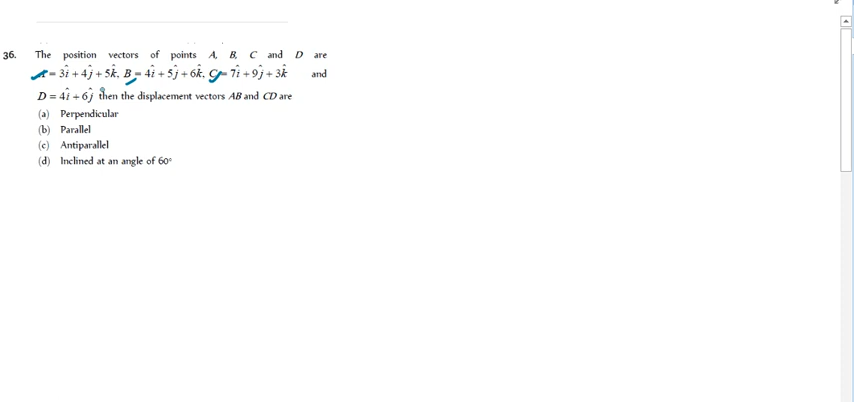 36. The position vectors of points A, B, C and D are
A = 3î + 4ĵ + 5k̂, B = 4î + 5ĵ + 6k̂, C = 7î + 9ĵ + 3k̂ and
D = 4î + 6ĵ then the displacement vectors AB and CD are
(a) Perpendicular
(b) Parallel
(c) Antiparallel
(d) Inclined at an angle of 60°